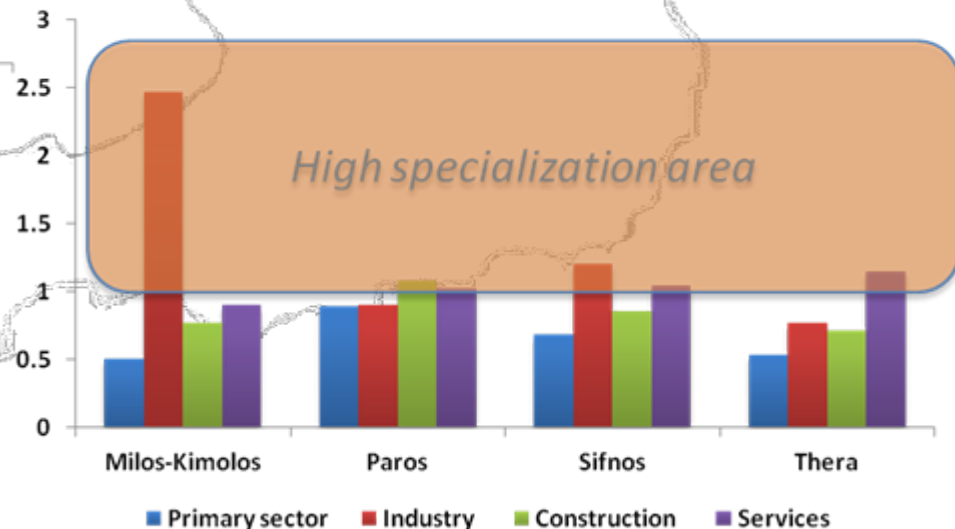 3
2.5
2
1.5
1
0.5
0
High specialization area
Milos-Kimolos Paros Sifnos Thera
Primary sector Industry Construction Services